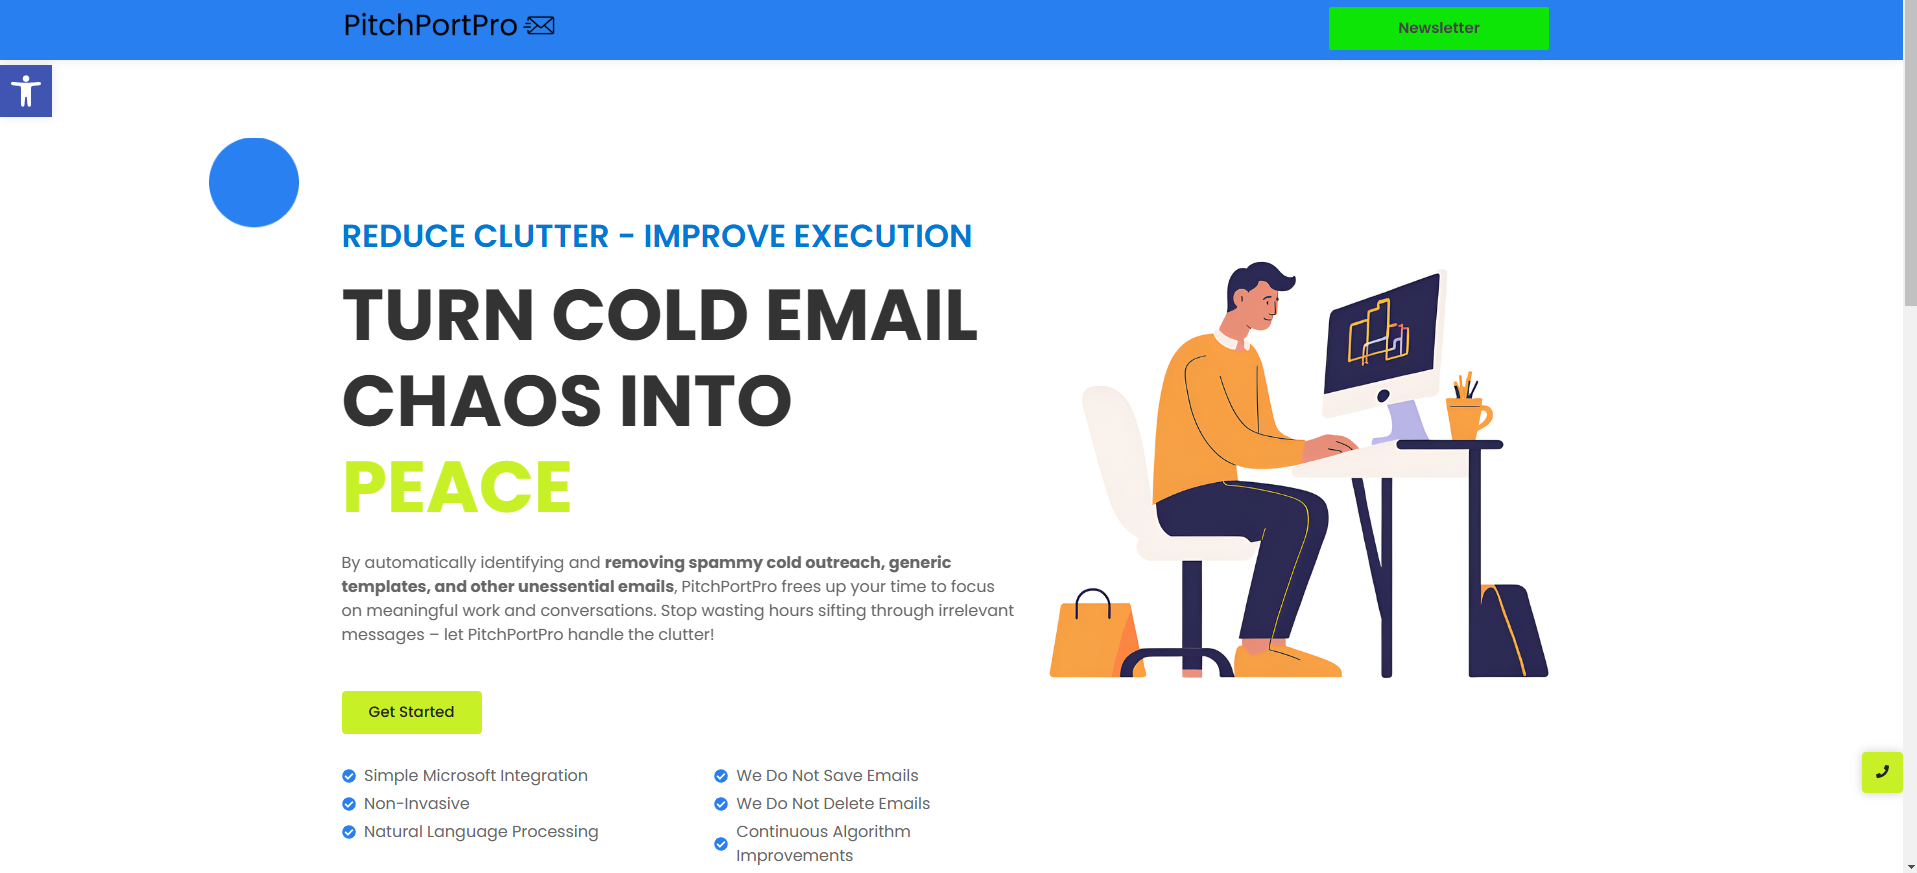 PitchPortPro
Newsletter
REDUCE CLUTTER - IMPROVE EXECUTION
TURN COLD EMAIL
CHAOS INTO
PEACE
By automatically identifying and removing spammy cold outreach, generic
templates, and other unessential emails, PitchPortPro frees up your time to focus
on meaningful work and conversations. Stop wasting hours sifting through irrelevant
messages – let PitchPortPro handle the clutter!
Get Started
Simple Microsoft Integration
Non-Invasive
Natural Language Processing
We Do Not Save Emails
We Do Not Delete Emails
Continuous Algorithm
Improvements